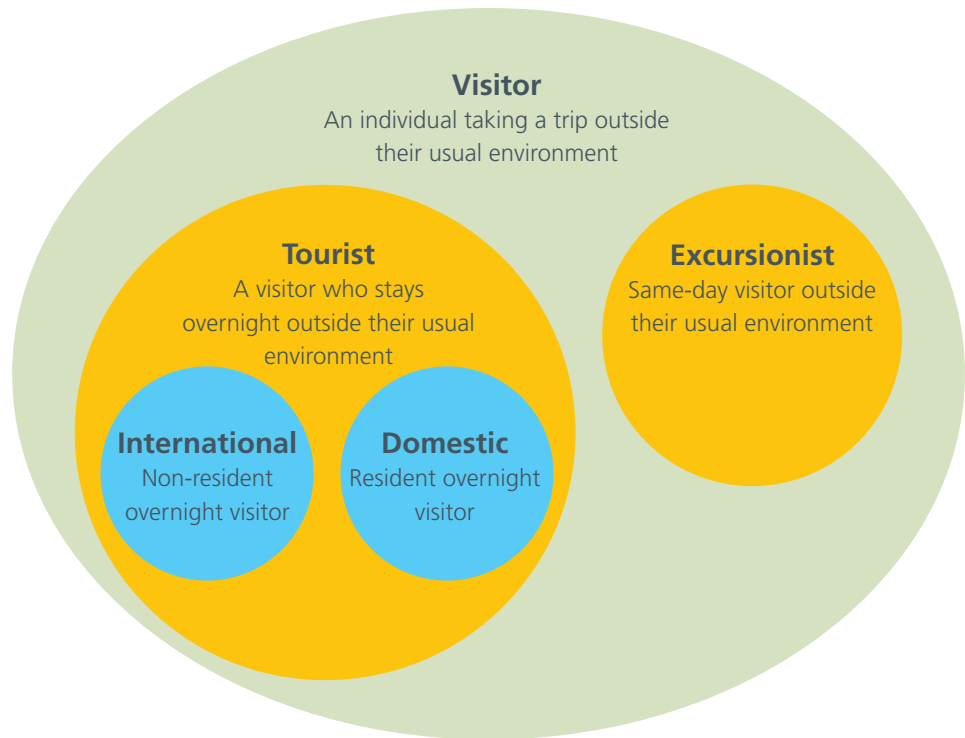 Visitor
An individual taking a trip outside
their usual environment
Tourist
A visitor who stays
overnight outside their usual
environment
International
Non-resident
overnight visitor
Domestic
Resident overnight
visitor
Excursionist
Same-day visitor outside
their usual environment